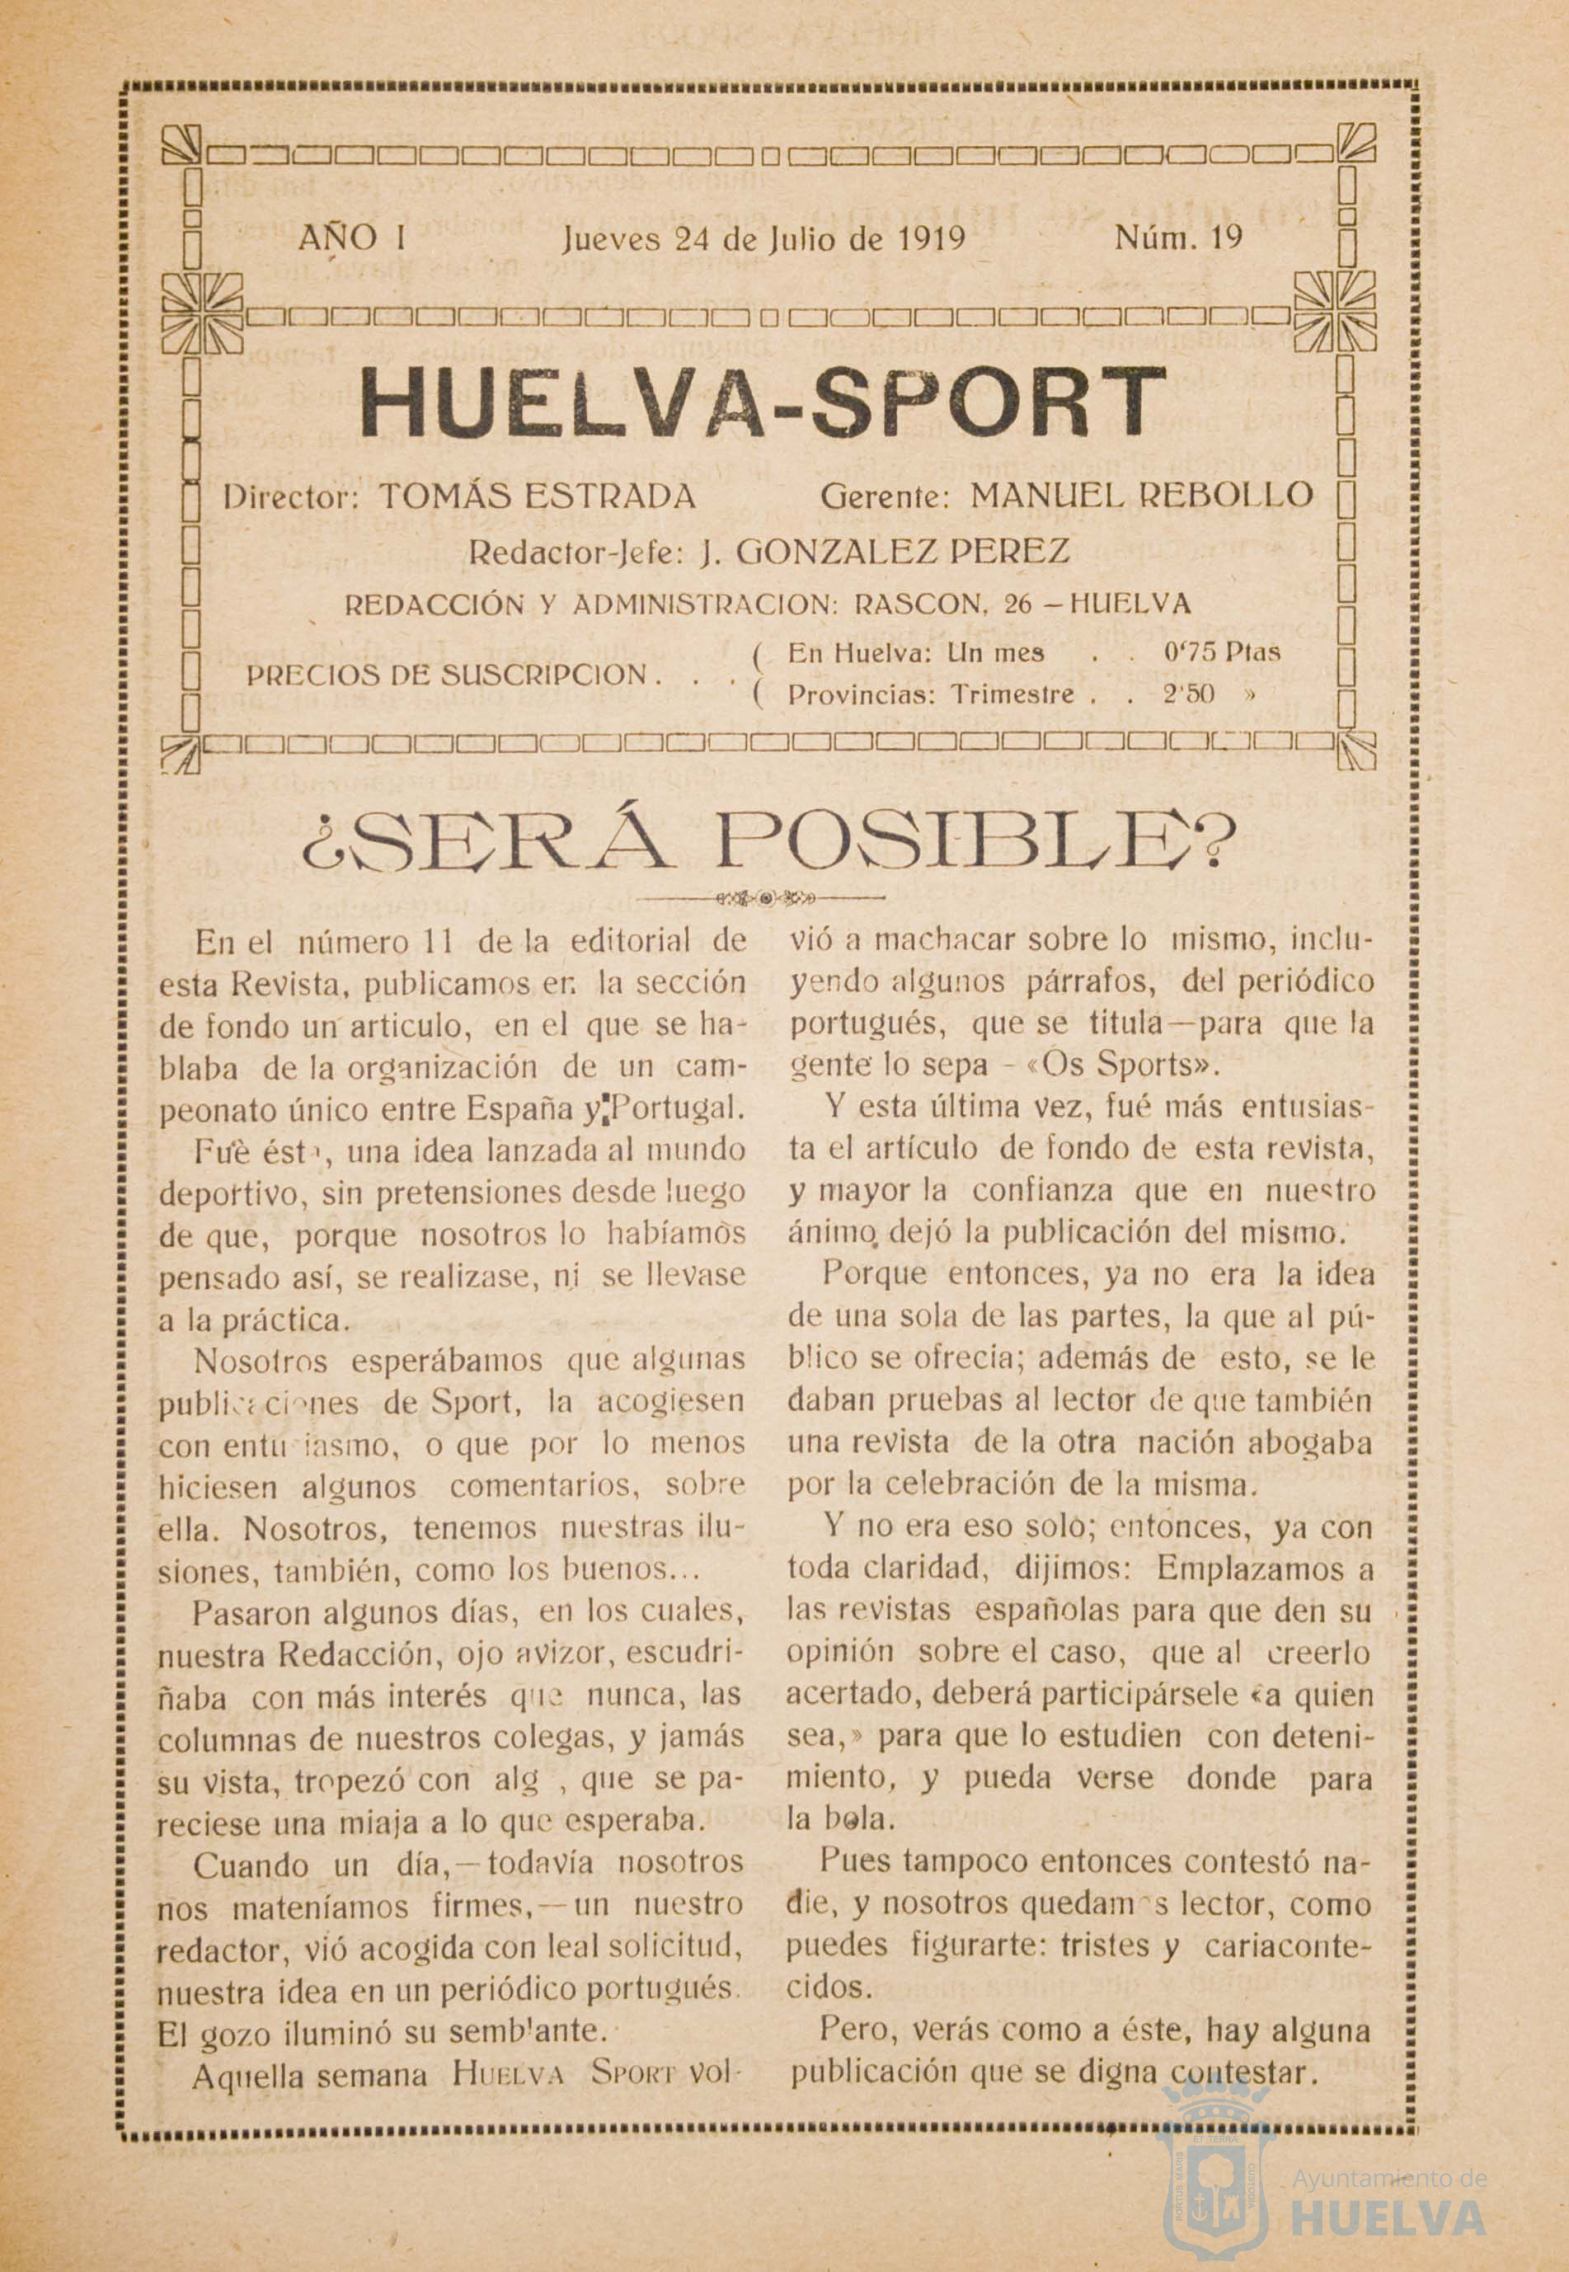 AÑO I Jueves 24 de Julio de 1919 Núm. 19
HUELVA-SPORT
Director: TOMÁS ESTRADA Gerente: MANUEL REBOLLO
Redactor-Jefe: J. GONZALEZ PEREZ
REDACCIÓN Y ADMINISTRACION: RASCON, 26 — HUELVA
PRECIOS DE SUSCRIPCION . . . ( En Huelva: Un mes . . 0'75 Ptas
( Provincias: Trimestre . . 2'50 »
¿SERÁ POSIBLE?
En el número 11 de la editorial de
esta Revista, publicamos en la sección
de fondo un articulo, en el que se ha-
blaba de la organización de un cam-
peonato único entre España y Portugal.
Fué ésta, una idea lanzada al mundo
deportivo, sin pretensiones desde luego
de que, porque nosotros lo habíamos
pensado así, se realizase, ni se llevase
a la práctica.
Nosotros esperábamos que algunas
publicaciones de Sport, la acogiesen
con entusiasmo, o que por lo menos
hiciesen algunos comentarios, sobre
ella. Nosotros, tenemos nuestras ilu-
siones, también, como los buenos...
Pasaron algunos días, en los cuales,
nuestra Redacción, ojo avizor, escudri-
ñaba con más interés que nunca, las
columnas de nuestros colegas, y jamás
su vista, tropezó con alg , que se pa-
reciese una miaja a lo que esperaba.
Cuando un día,—todavía nosotros
nos mateníamos firmes,—un nuestro
redactor, vió acogida con leal solicitud,
nuestra idea en un periódico portugués.
El gozo iluminó su semblante.
Aquella semana HUELVA SPORT vol-
vió a machacar sobre lo mismo, inclu-
yendo algunos párrafos, del periódico
portugués, que se titula—para que la
gente lo sepa - «Os Sports».
Y esta última vez, fué más entusias-
ta el artículo de fondo de esta revista,
y mayor la confianza que en nuestro
ánimo, dejó la publicación del mismo.
Porque entonces, ya no era la idea
de una sola de las partes, la que al pú-
blico se ofrecia; además de esto, se le
daban pruebas al lector de que también
una revista de la otra nación abogaba
por la celebración de la misma.
Y no era eso solo; entonces, ya con
toda claridad, dijimos: Emplazamos a
las revistas españolas para que den su
opinión sobre el caso, que al creerlo
acertado, deberá participársele «a quien
sea,» para que lo estudien con deteni-
miento, y pueda verse donde para
la bola.
Pues tampoco entonces contestó na-
die, y nosotros quedamos lector, como
puedes figurarte: tristes y cariaconte-
cidos.
Pero, verás como a éste, hay alguna
publicación que se digna contestar.
PORTUS MARIS
CUSTODIA
Ayuntamiento de
HUELVA